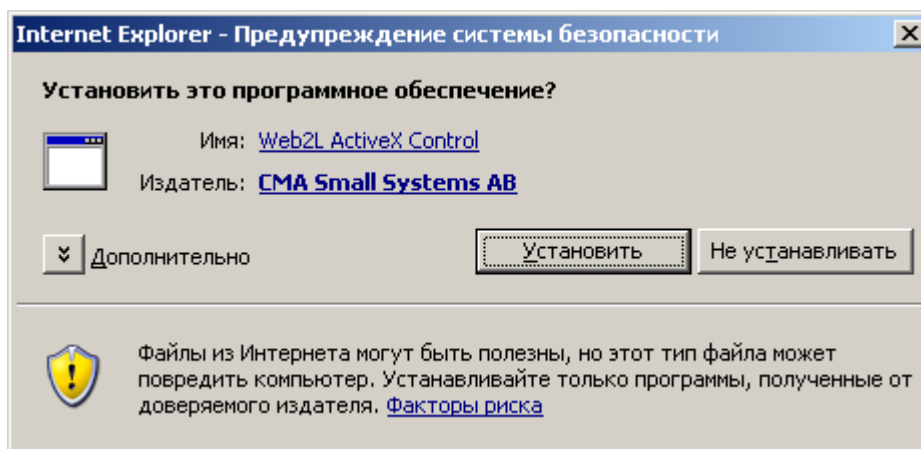 Internet Explorer - Предупреждение системы безопасности
Установить это программное обеспечение?
Имя: Web2L ActiveX Control
Издатель: CMA Small Systems AB
Дополнительно Установить Не устанавливать
Файлы из Интернета могут быть полезны, но этот тип файла может
повредить компьютер. Устанавливайте только программы, полученные от
доверяемого издателя. Факторы риска